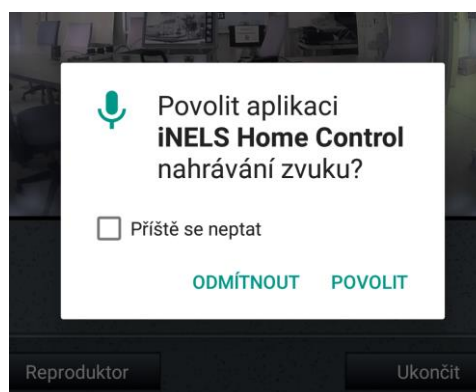 Povolit aplikaci
iNELS Home Control
nahrávání zvuku?
Příště se neptat
ODMÍTNOUT POVOLIT
Reproduktor Ukončit